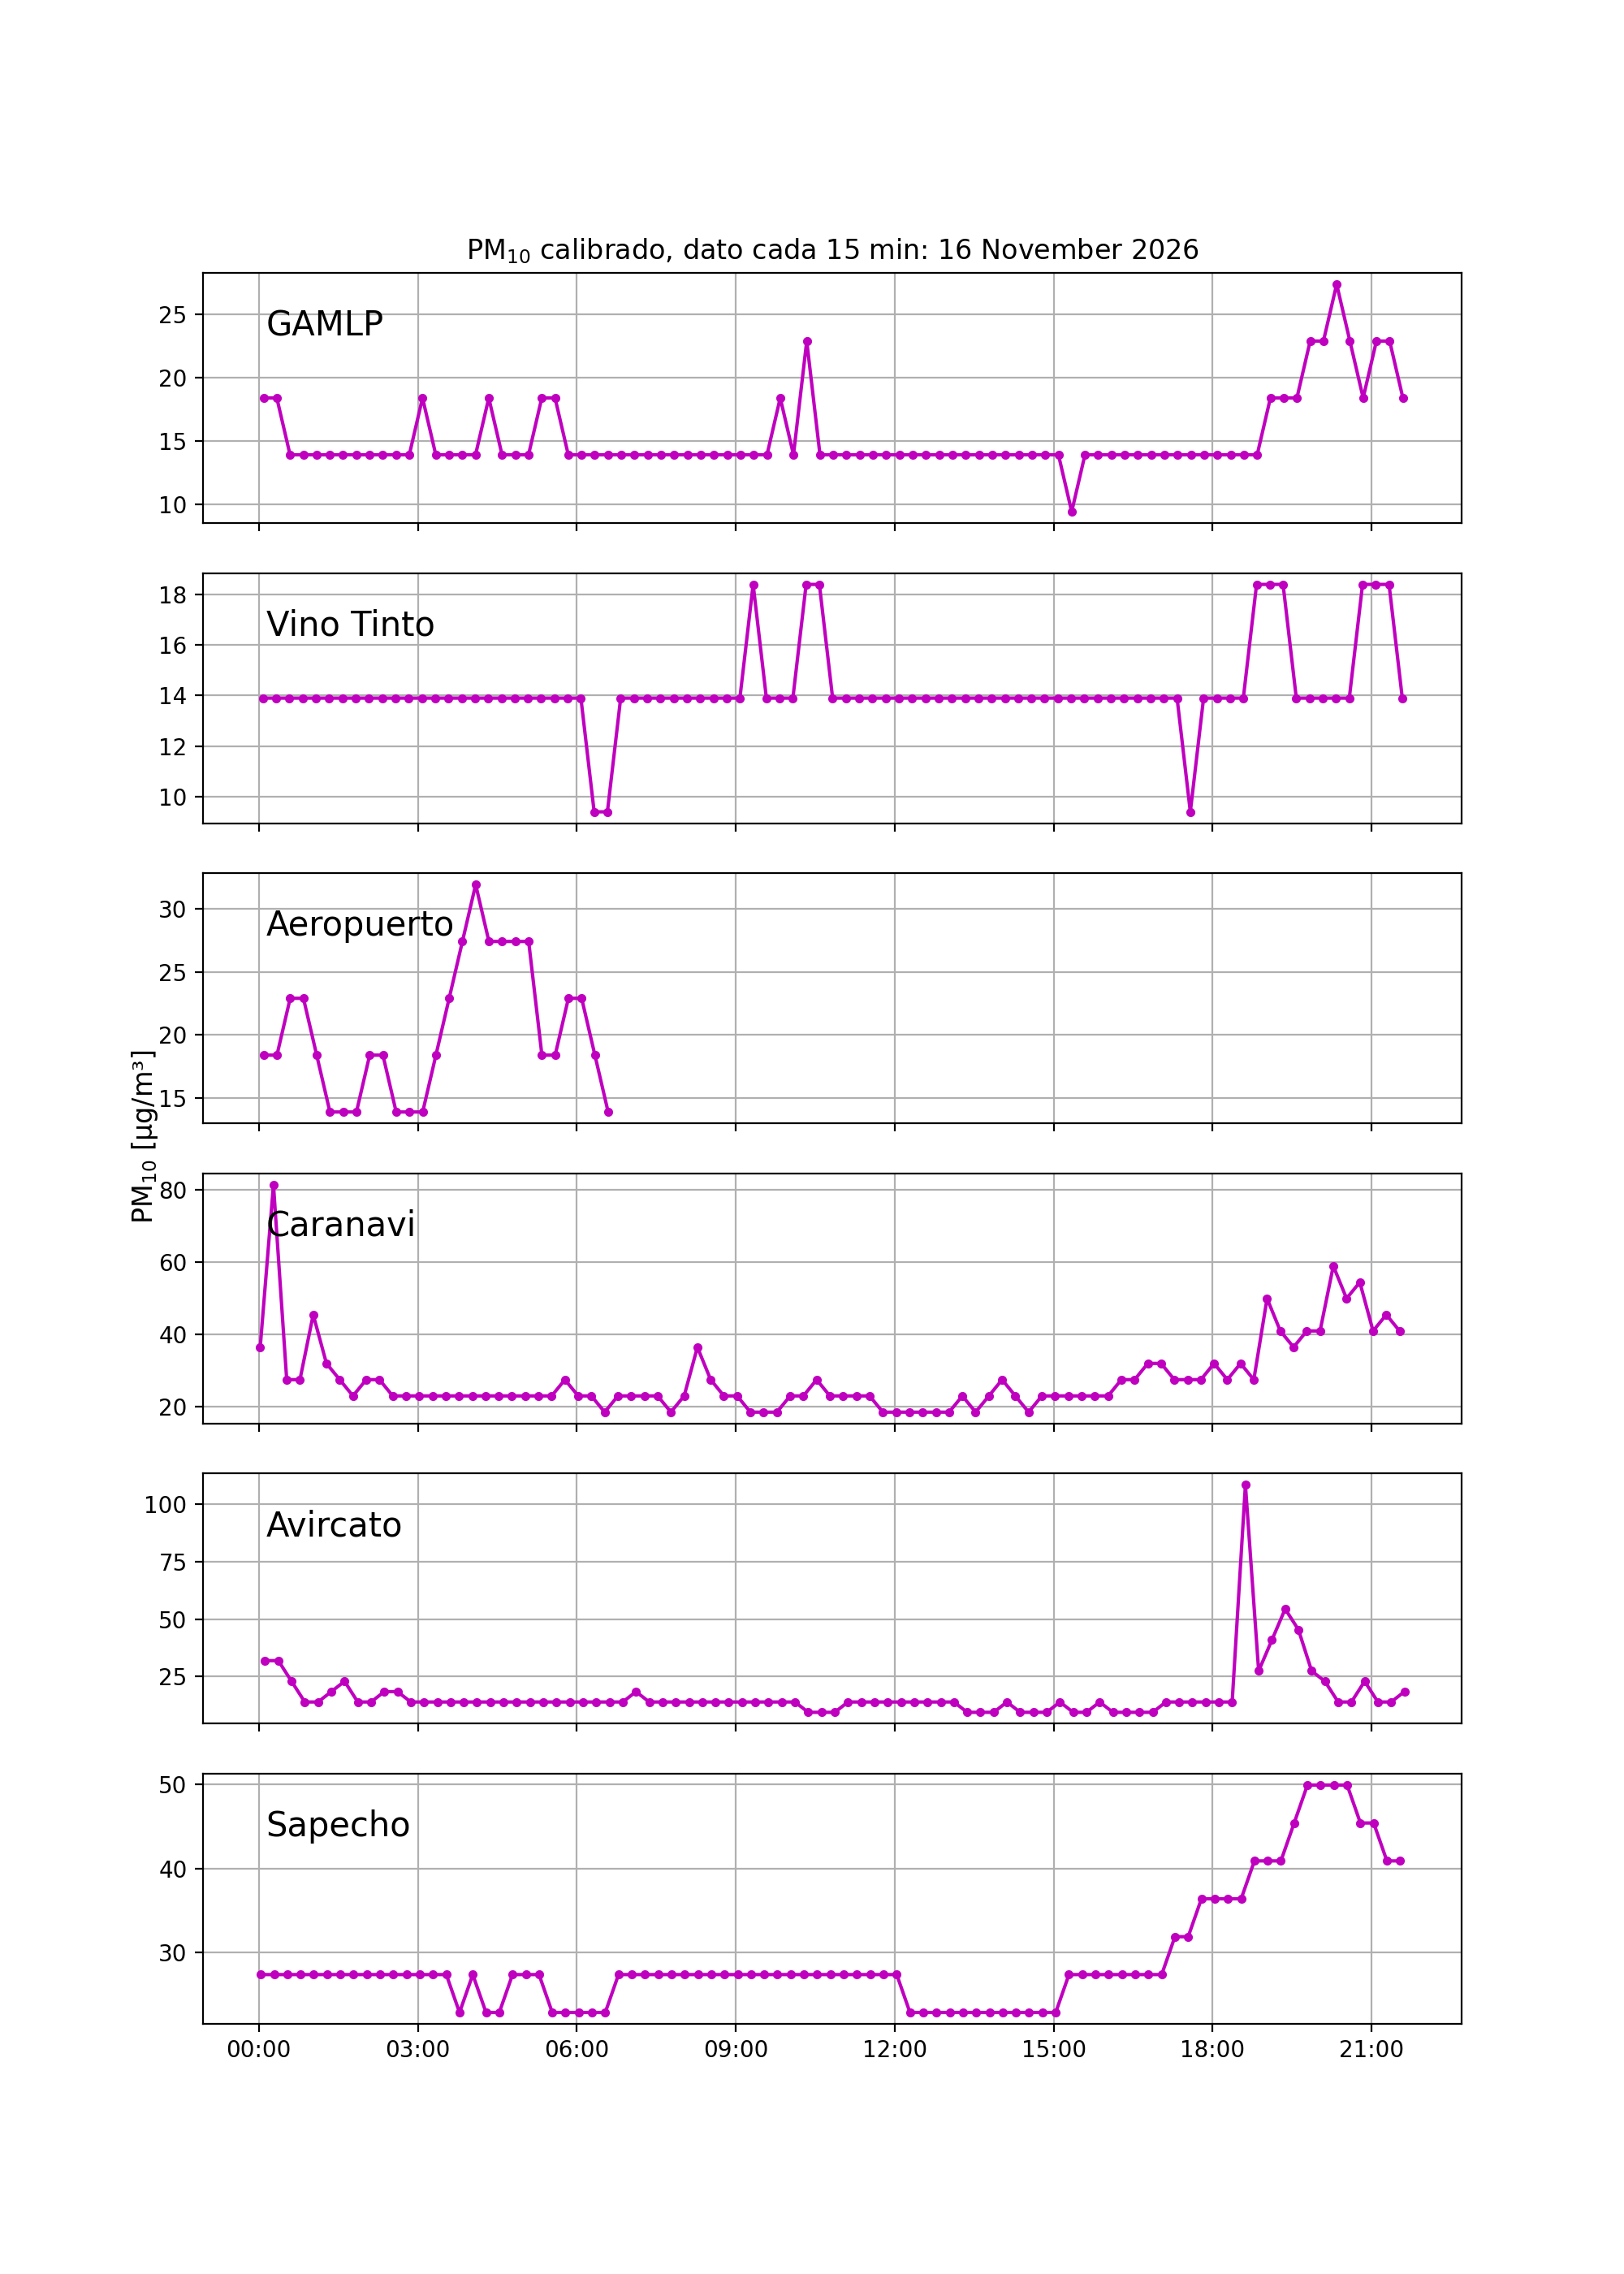 PM₁₀ calibrado, dato cada 15 min: 16 November 2026
GAMLP
25
20
15
10
Vino Tinto
18
16
14
12
10
Aeropuerto
30
25
20
15
PM₁₀ [µg/m³]
Caranavi
80
60
40
20
Avircato
100
75
50
25
Sapecho
50
40
30
00:00 03:00 06:00 09:00 12:00 15:00 18:00 21:00